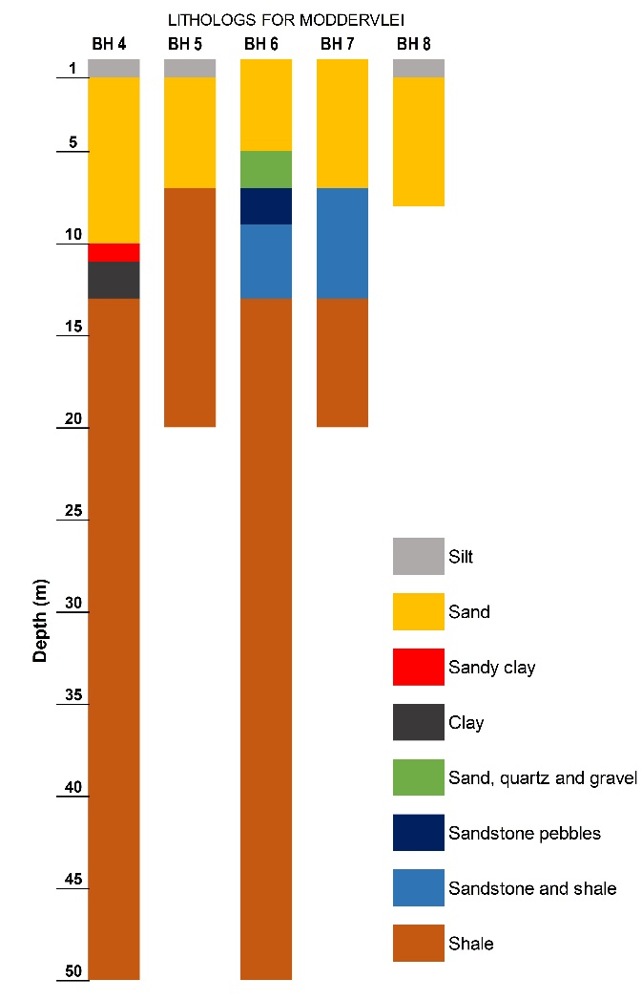 LITHOLOGS FOR MODDERVLEI
BH 4 BH 5 BH 6 BH 7 BH 8
1
5
10
15
20
25
30
35
40
45
50
Depth (m)
Silt
Sand
Sandy clay
Clay
Sand, quartz and gravel
Sandstone pebbles
Sandstone and shale
Shale